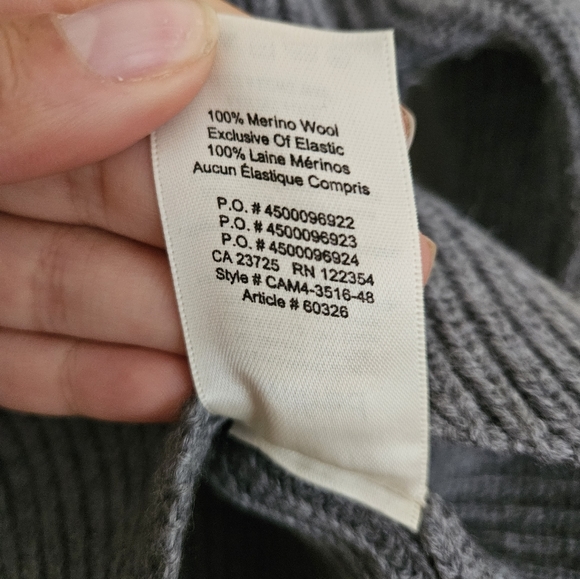 100% Merino Wool
Exclusive Of Elastic
100% Laine Mérinos
Aucun Élastique Compris
P.O. # 4500096922
P.O. # 4500096923
P.O. # 4500096924
CA 23725 RN 122354
Style # CAM4-3516-48
Article # 60326